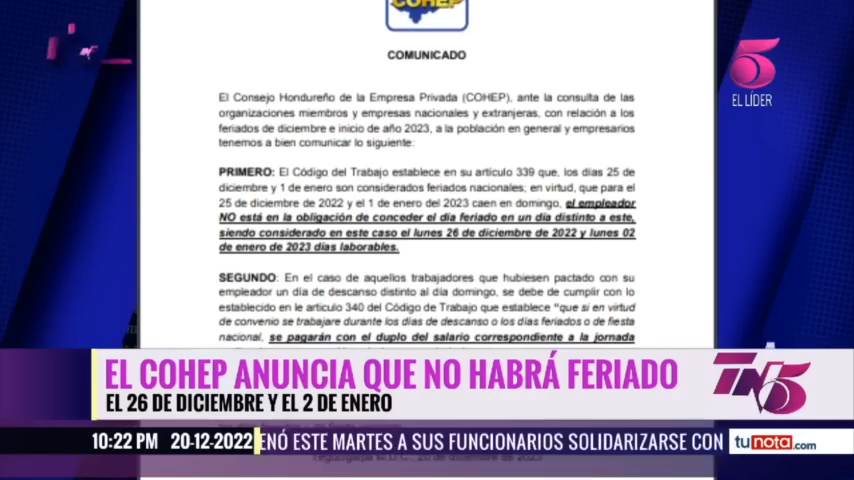 COHEP
COMUNICADO
El Consejo Hondureño de la Empresa Privada (COHEP), ante la consulta de las
organizaciones miembros y empresas nacionales y extranjeras, con relación a los
feriados de diciembre e inicio de año 2023, a la población en general y empresarios
tenemos a bien comunicar lo siguiente:
PRIMERO: El Código del Trabajo establece en su artículo 339 que, los días 25 de
diciembre y 1 de enero son considerados feriados nacionales; en virtud, que para el
25 de diciembre de 2022 y el 1 de enero del 2023 caen en domingo, el empleador
NO está en la obligación de conceder el día feriado en un día distinto a este,
siendo considerado en este caso el lunes 26 de diciembre de 2022 y lunes 02
de enero de 2023 días laborables.
SEGUNDO: En el caso de aquellos trabajadores que hubiesen pactado con su
empleador un día de descanso distinto al día domingo, se debe de cumplir con lo
establecido en le articulo 340 del Código de Trabajo que establece "que si en virtud
de convenio se trabajare durante los días de descanso o los días feriados o de fiesta
nacional, se pagarán con el duplo del salario correspondiente a la jornada
5
EL LÍDER
EL COHEP ANUNCIA QUE NO HABRÁ FERIADO
EL 26 DE DICIEMBRE Y EL 2 DE ENERO
TN5
10:22 PM 20-12-2022 ENÓ ESTE MARTES A SUS FUNCIONARIOS SOLIDARIZARSE CON tunota.com